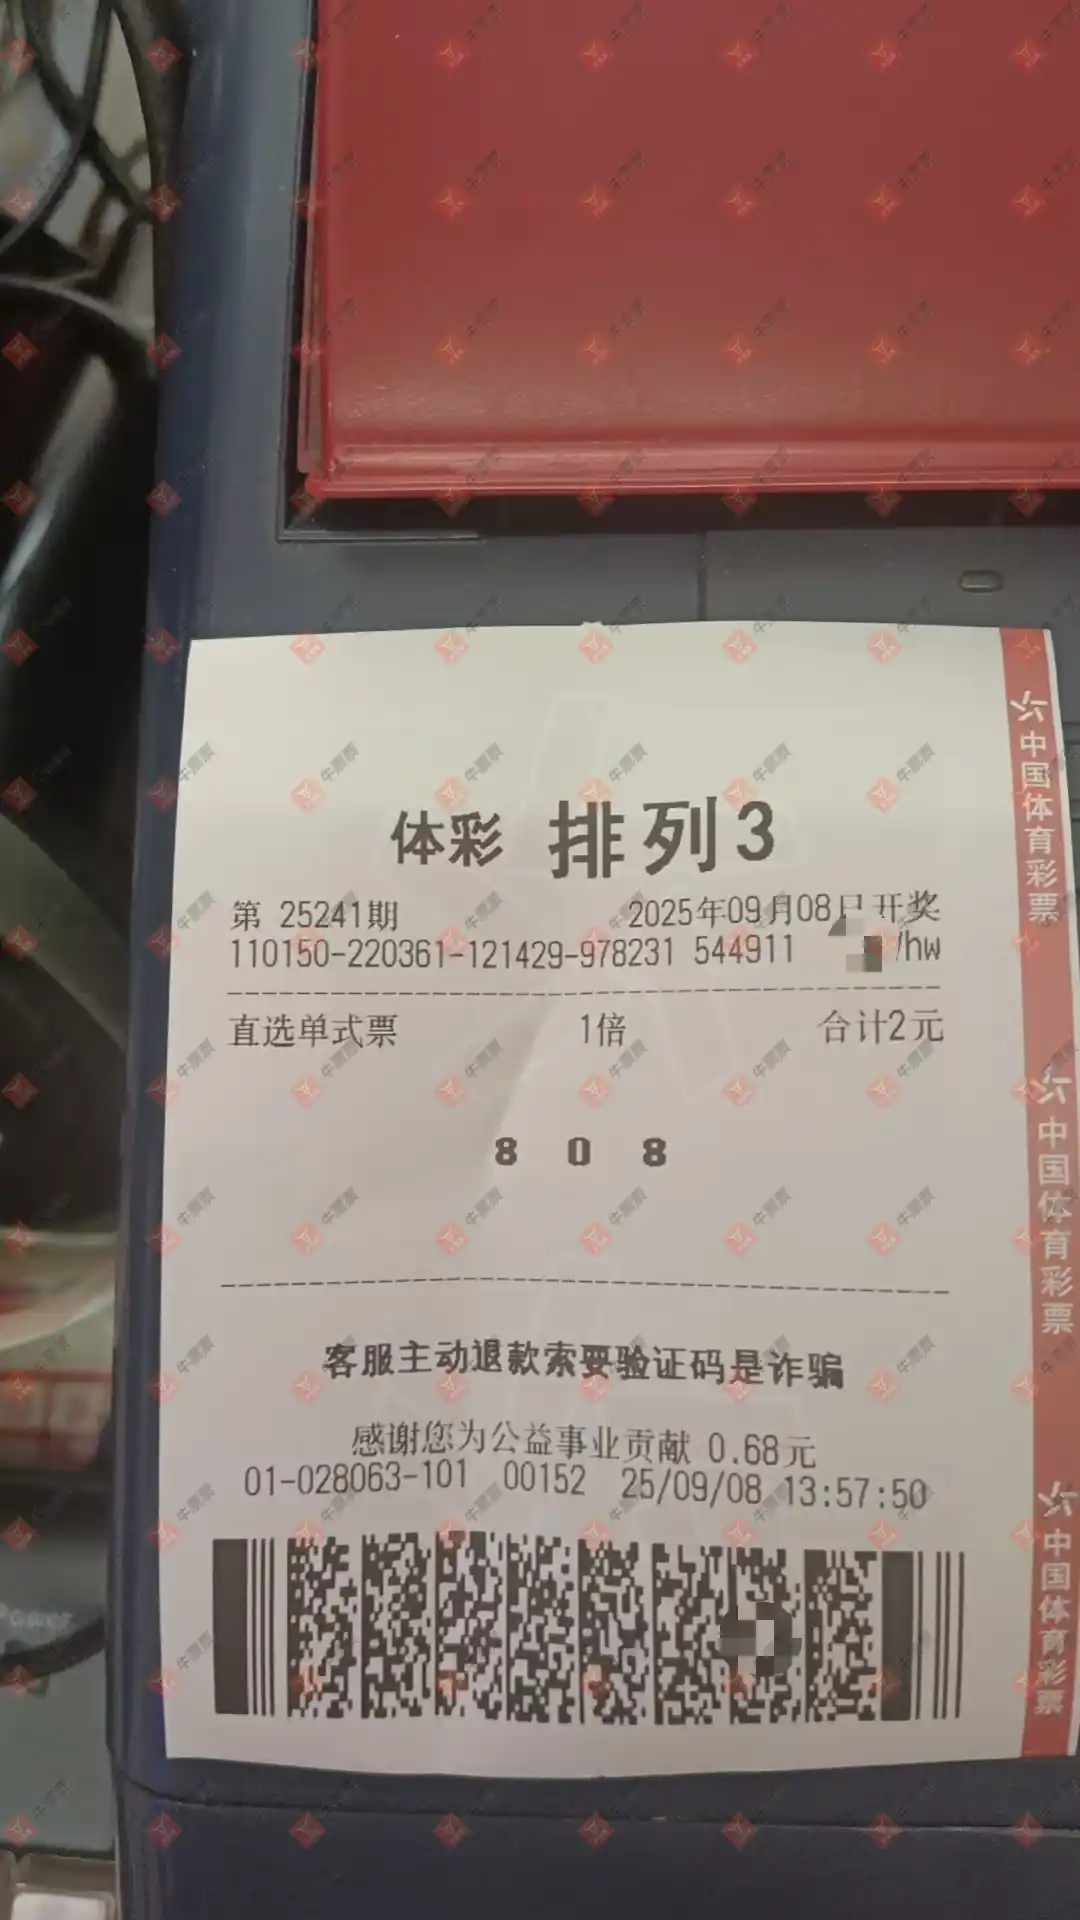 体彩 排列3
第 25241期 2025年09月08日开奖
110150-220361-121429-978231 544911 /hw
直选单式票 1倍 合计2元
8 0 8
客服主动退款索要验证码是诈骗
感谢您为公益事业贡献 0.68元
01-028063-101 00152 25/09/08 13:57:50
中国体育彩票
中国体育彩票
中国体育彩票
Power
牛票票